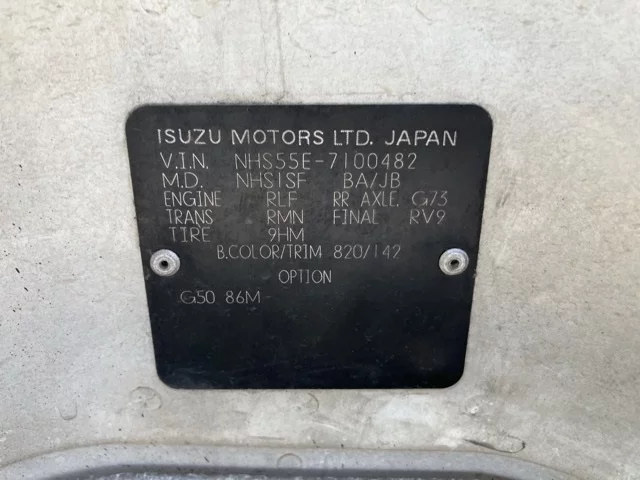 ISUZU MOTORS LTD. JAPAN
V.I.N. NHS55E-7100482
M.D. NHS1SF BA/JB
ENGINE RLF RR AXLE. G73
TRANS RMN FINAL RV9
TIRE 9HM
B.COLOR/TRIM 820/142
OPTION
G50 86M